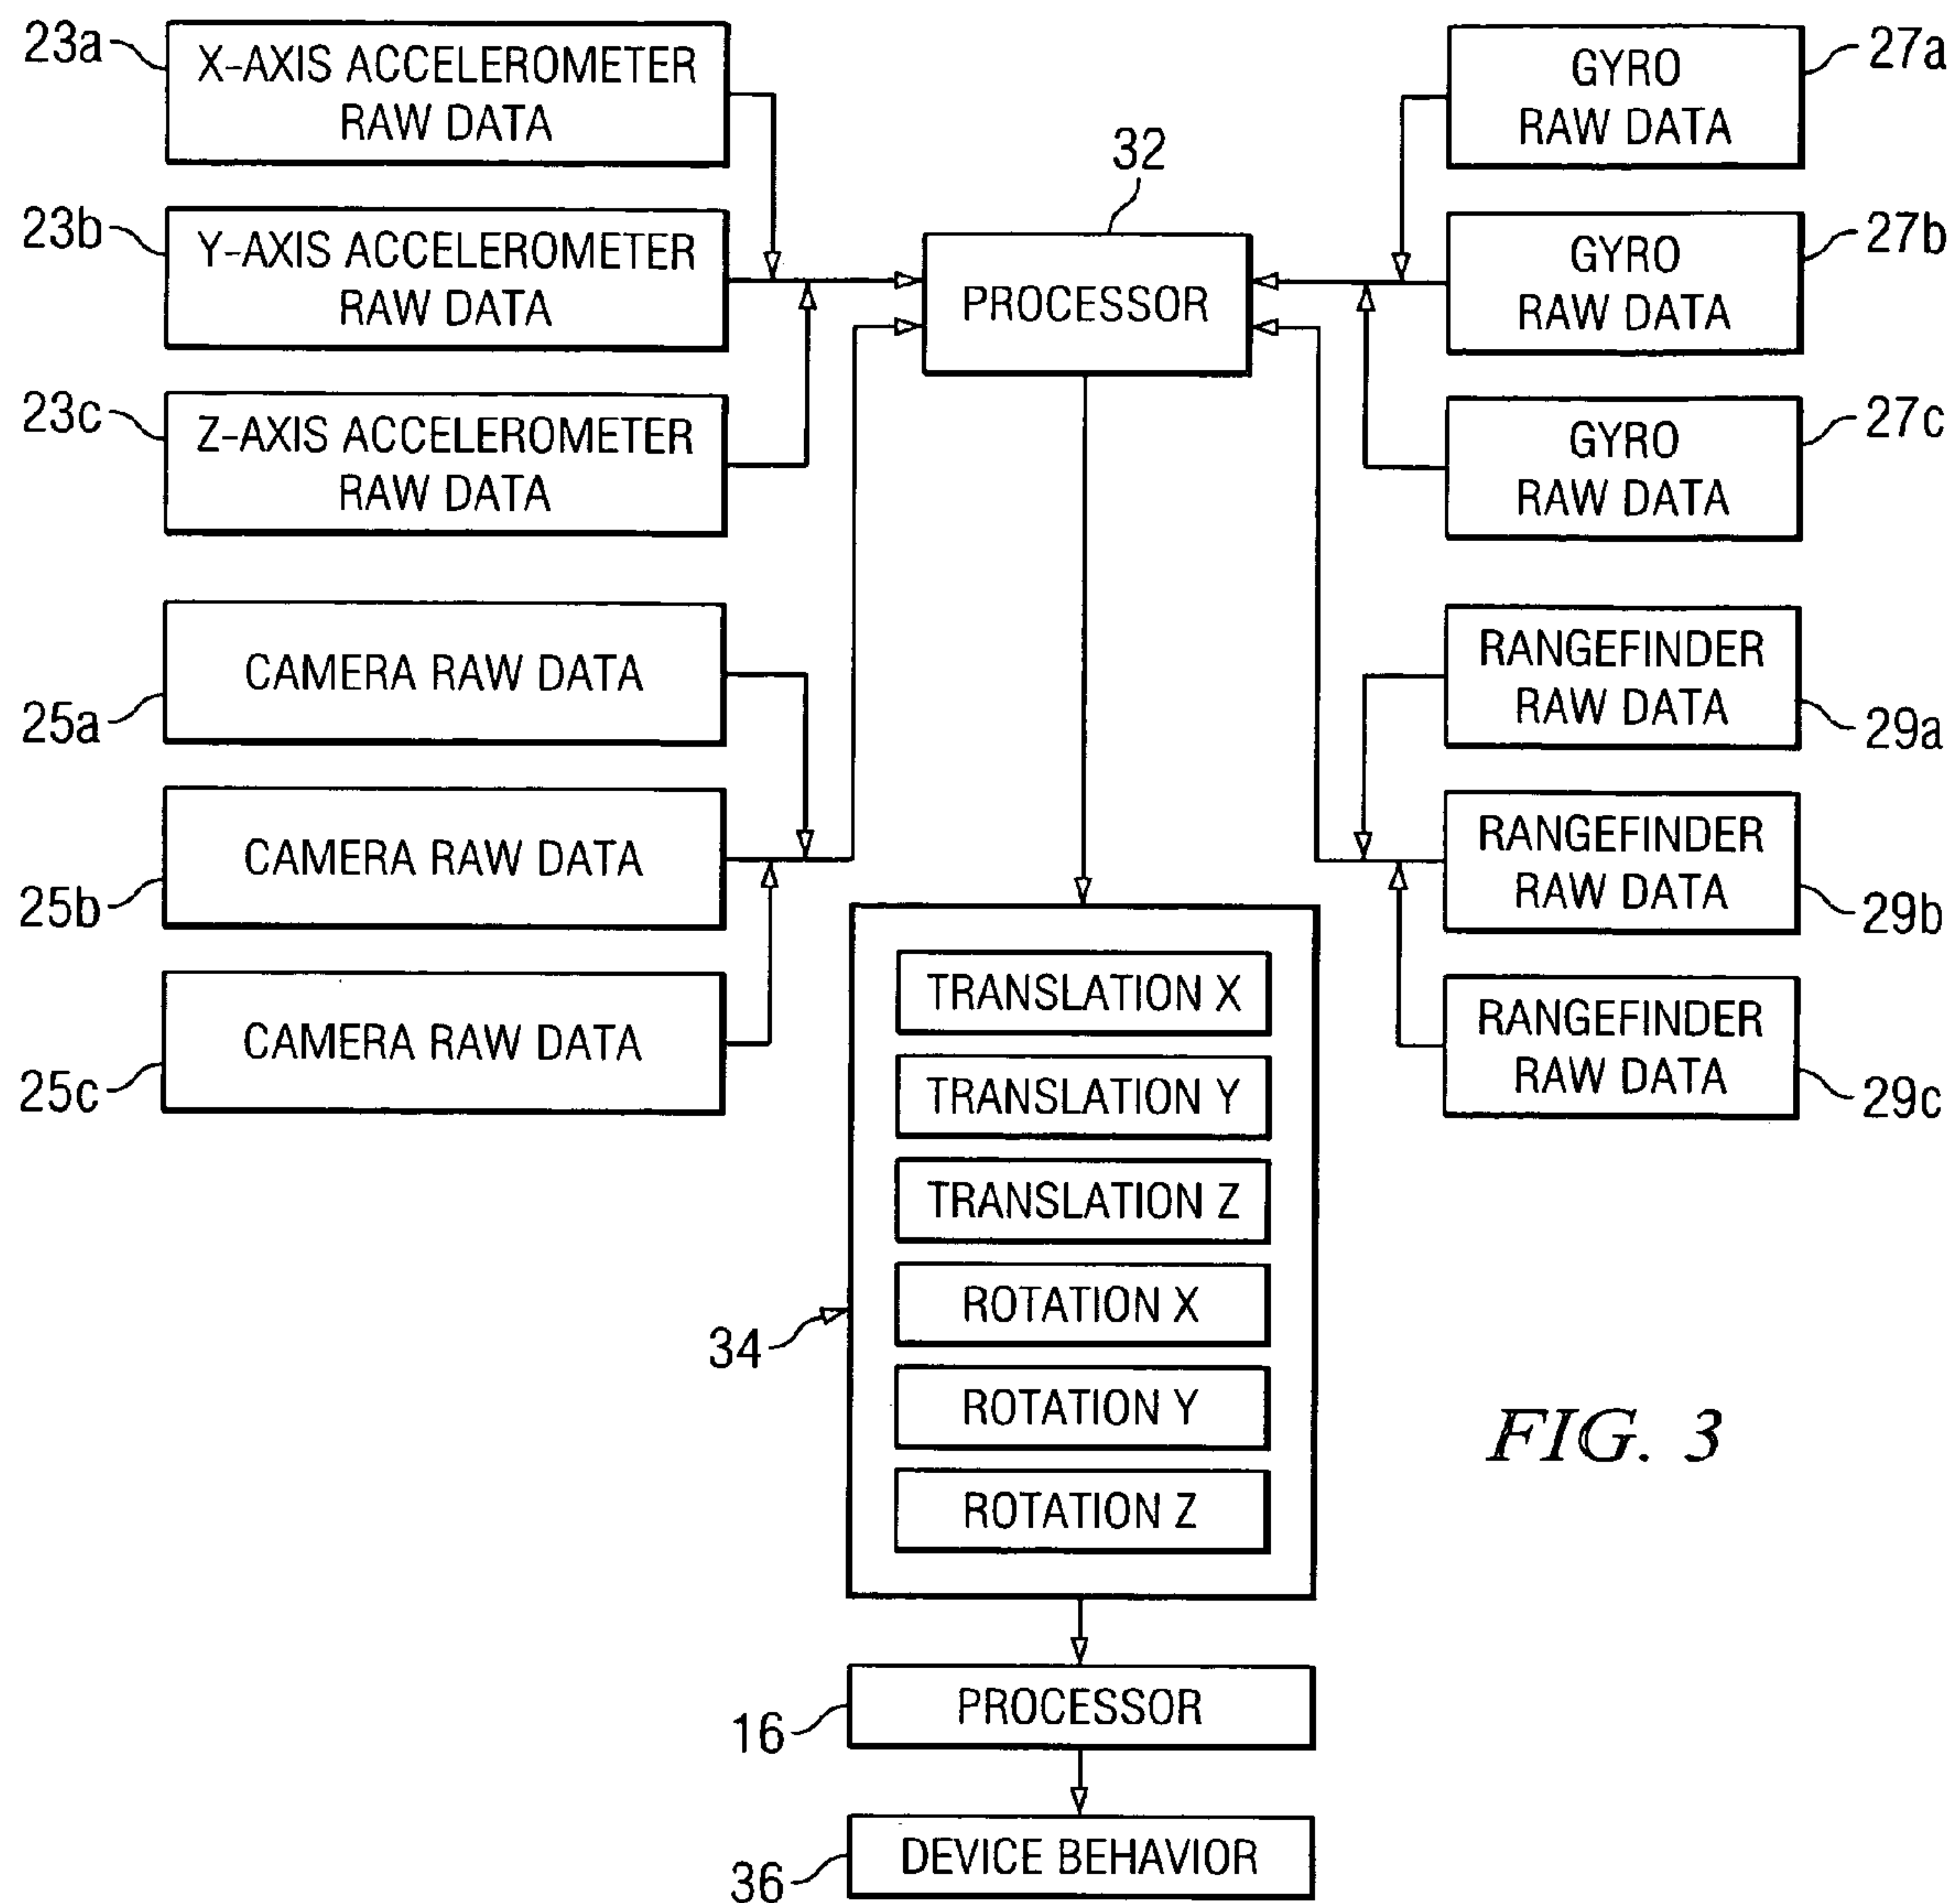 23a
X-AXIS ACCELEROMETER
RAW DATA
23b
Y-AXIS ACCELEROMETER
RAW DATA
23c
Z-AXIS ACCELEROMETER
RAW DATA
25a
CAMERA RAW DATA
25b
CAMERA RAW DATA
25c
CAMERA RAW DATA
32
PROCESSOR
27a
GYRO
RAW DATA
27b
GYRO
RAW DATA
27c
GYRO
RAW DATA
29a
RANGEFINDER
RAW DATA
29b
RANGEFINDER
RAW DATA
29c
RANGEFINDER
RAW DATA
34
TRANSLATION X
TRANSLATION Y
TRANSLATION Z
ROTATION X
ROTATION Y
ROTATION Z
16
PROCESSOR
36
DEVICE BEHAVIOR
FIG. 3